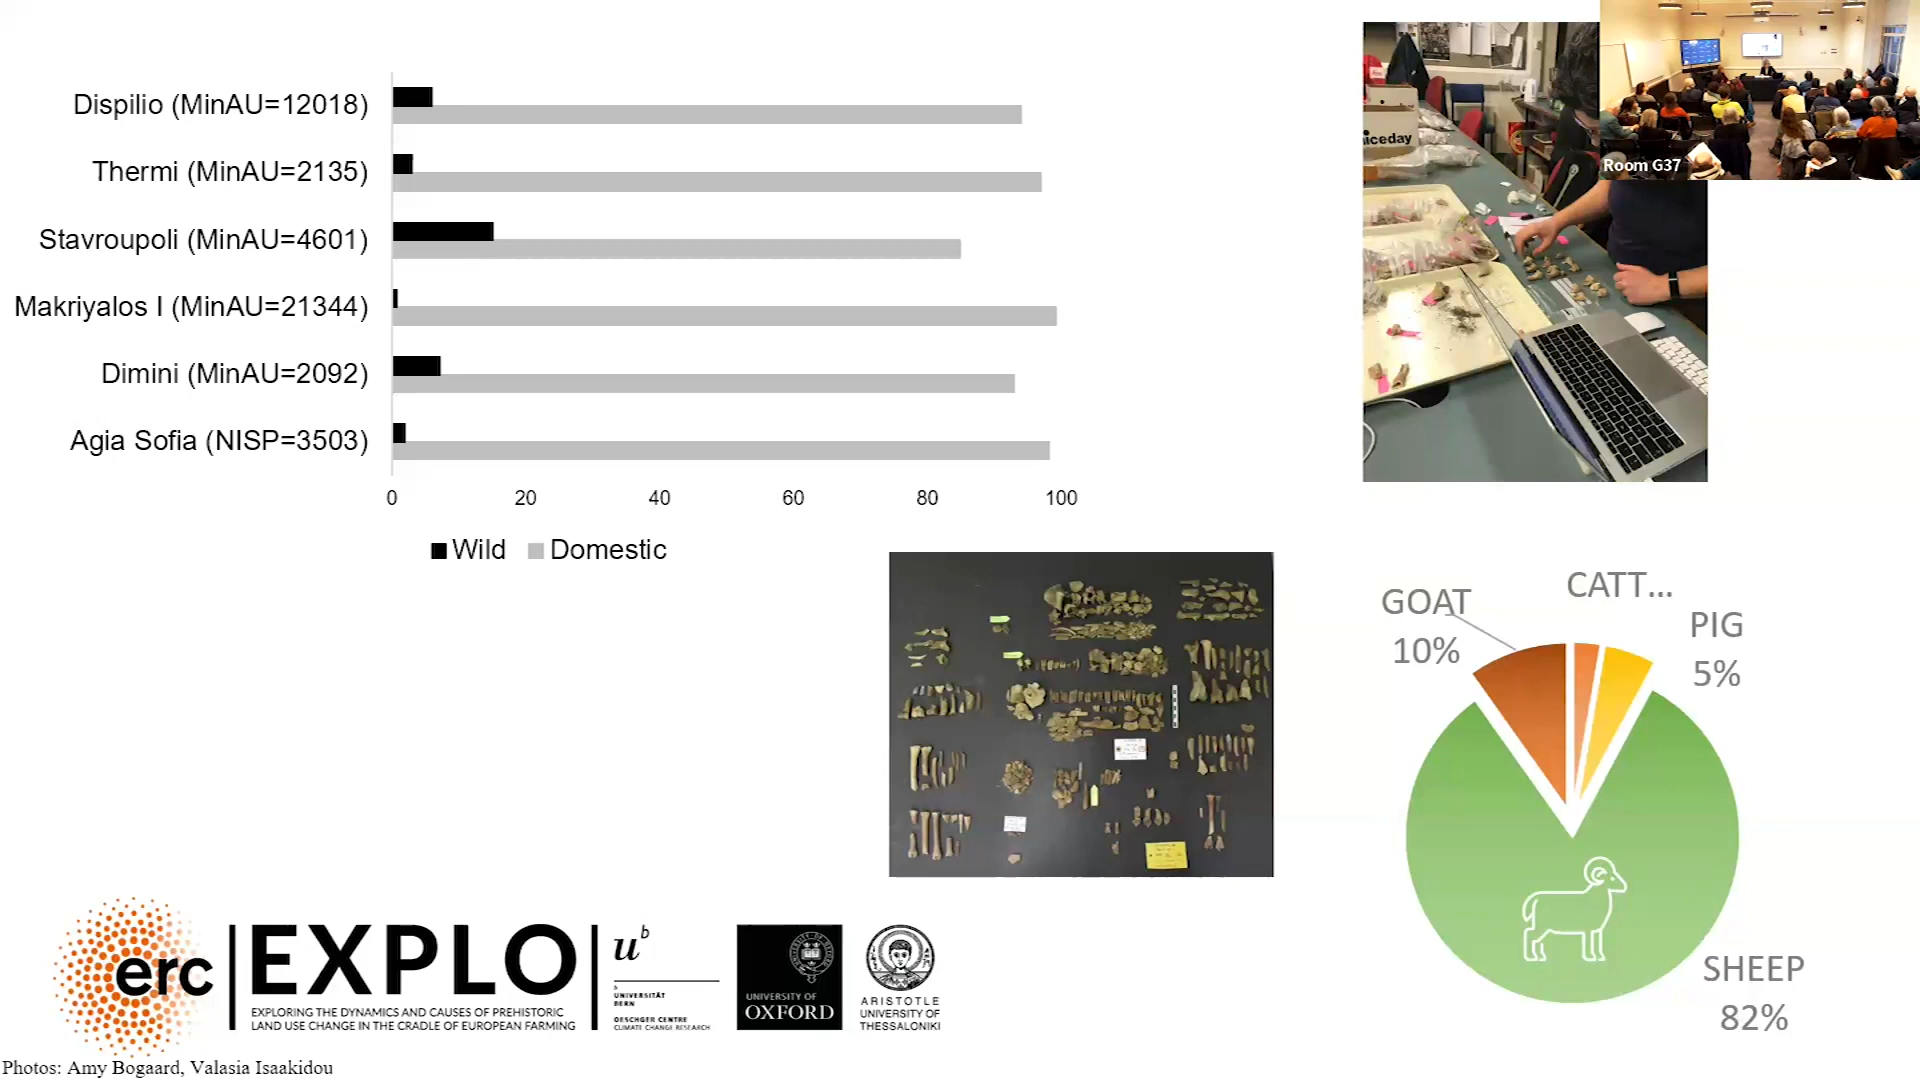 Dispilio (MinAU=12018)
Thermi (MinAU=2135)
Stavroupoli (MinAU=4601)
Makriyalos I (MinAU=21344)
Dimini (MinAU=2092)
Agia Sofia (NISP=3503)
0 20 40 60 80 100
Wild Domestic
iceday
Room G37
GOAT
10%
CATT...
PIG
5%
SHEEP
82%
erc
EXPLO
EXPLORING THE DYNAMICS AND CAUSES OF PREHISTORIC
LAND USE CHANGE IN THE CRADLE OF EUROPEAN FARMING
u^b
b
UNIVERSITÄT
BERN
OESCHGER CENTRE
CLIMATE CHANGE RESEARCH
UNIVERSITY OF
OXFORD
ARISTOTLE
UNIVERSITY OF
THESSALONIKI
Photos: Amy Bogaard, Valasia Isaakidou